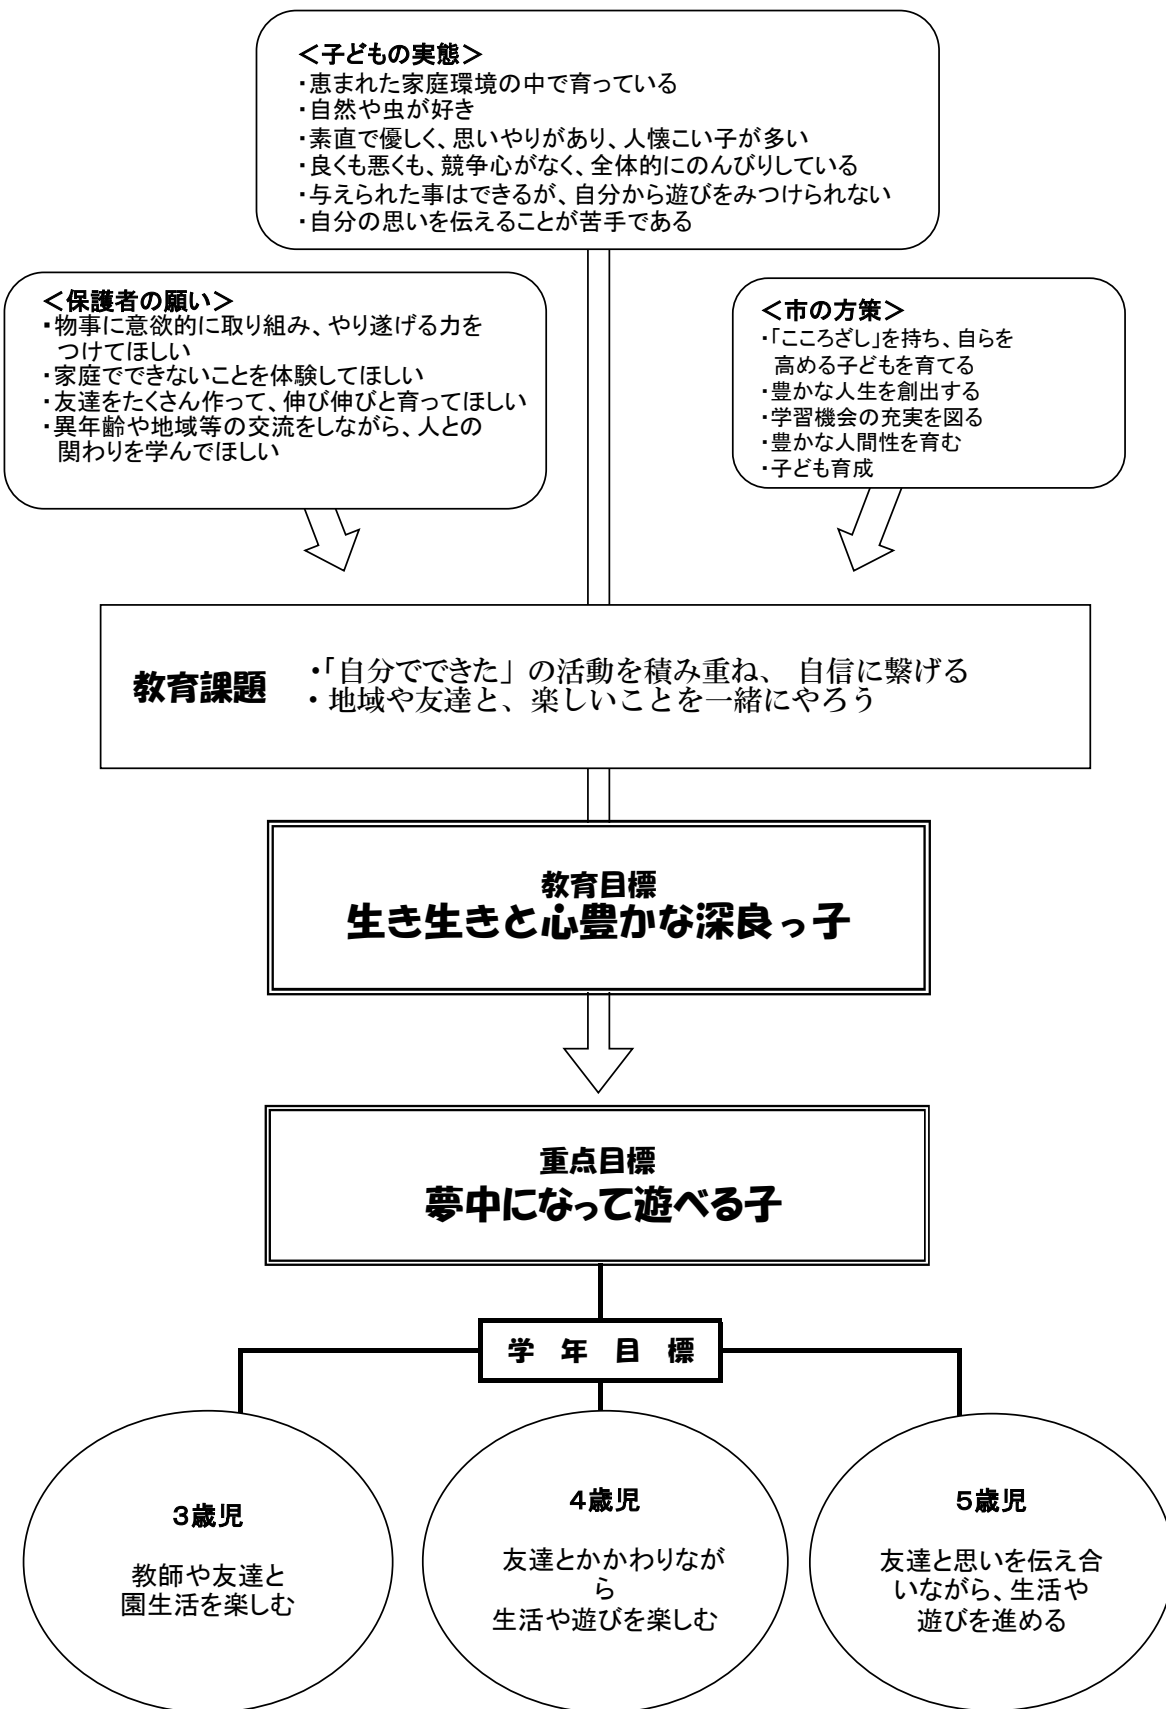 ＜子どもの実態＞
・恵まれた家庭環境の中で育っている
・自然や虫が好き
・素直で優しく、思いやりがあり、人懐こい子が多い
・良くも悪くも、競争心がなく、全体的にのんびりしている
・与えられた事はできるが、自分から遊びをみつけられない
・自分の思いを伝えることが苦手である
＜保護者の願い＞
・物事に意欲的に取り組み、やり遂げる力を
つけてほしい
・家庭でできないことを体験してほしい
・友達をたくさん作って、伸び伸びと育ってほしい
・異年齢や地域等の交流をしながら、人との
関わりを学んでほしい
＜市の方策＞
・「こころざし」を持ち、自らを
高める子どもを育てる
・豊かな人生を創出する
・学習機会の充実を図る
・豊かな人間性を育む
・子ども育成
教育課題
・「自分でできた」の活動を積み重ね、 自信に繋げる
・地域や友達と、楽しいことを一緒にやろう
教育目標
生き生きと心豊かな深良っ子
重点目標
夢中になって遊べる子
学 年 目 標
３歳児
教師や友達と
園生活を楽しむ
４歳児
友達とかかわりなが
ら
生活や遊びを楽しむ
５歳児
友達と思いを伝え合
いながら、生活や
遊びを進める